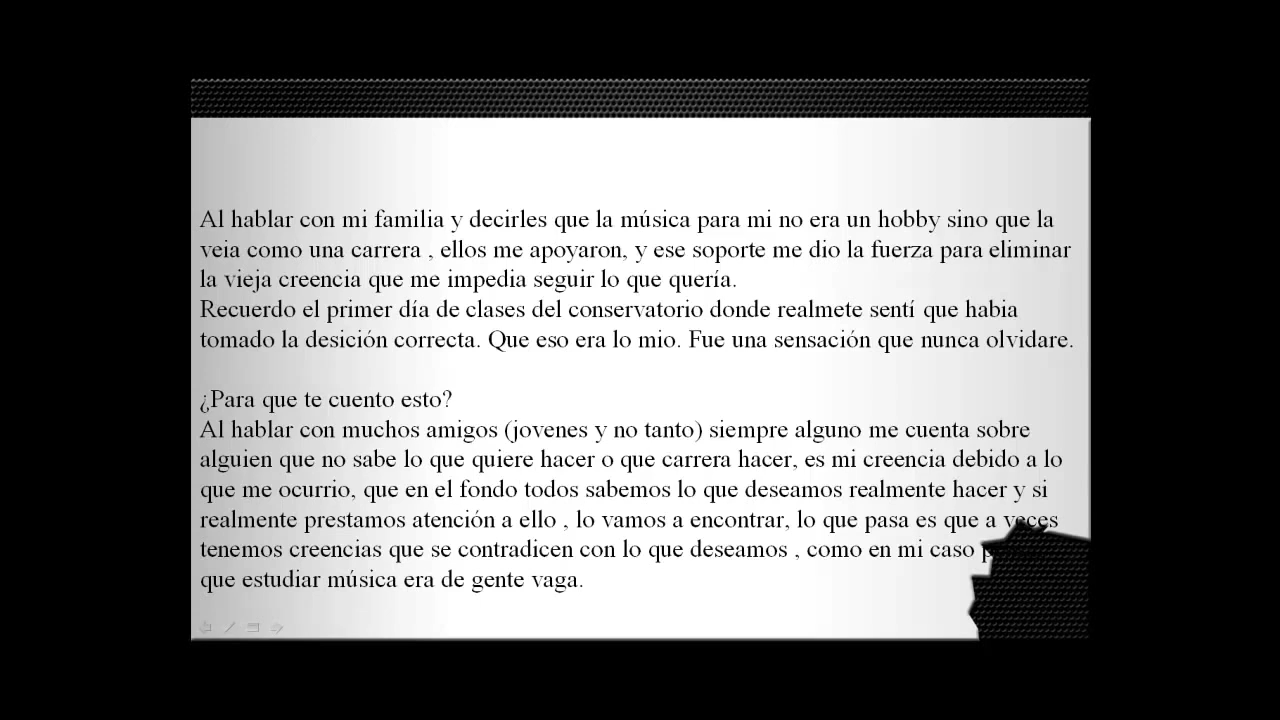 Al hablar con mi familia y decirles que la música para mi no era un hobby sino que la
veia como una carrera , ellos me apoyaron, y ese soporte me dio la fuerza para eliminar
la vieja creencia que me impedia seguir lo que quería.
Recuerdo el primer día de clases del conservatorio donde realmete sentí que habia
tomado la desición correcta. Que eso era lo mio. Fue una sensación que nunca olvidare.
¿Para que te cuento esto?
Al hablar con muchos amigos (jovenes y no tanto) siempre alguno me cuenta sobre
alguien que no sabe lo que quiere hacer o que carrera hacer, es mi creencia debido a lo
que me ocurrio, que en el fondo todos sabemos lo que deseamos realmente hacer y si
realmente prestamos atención a ello , lo vamos a encontrar, lo que pasa es que a veces
tenemos creencias que se contradicen con lo que deseamos , como en mi caso
que estudiar música era de gente vaga.